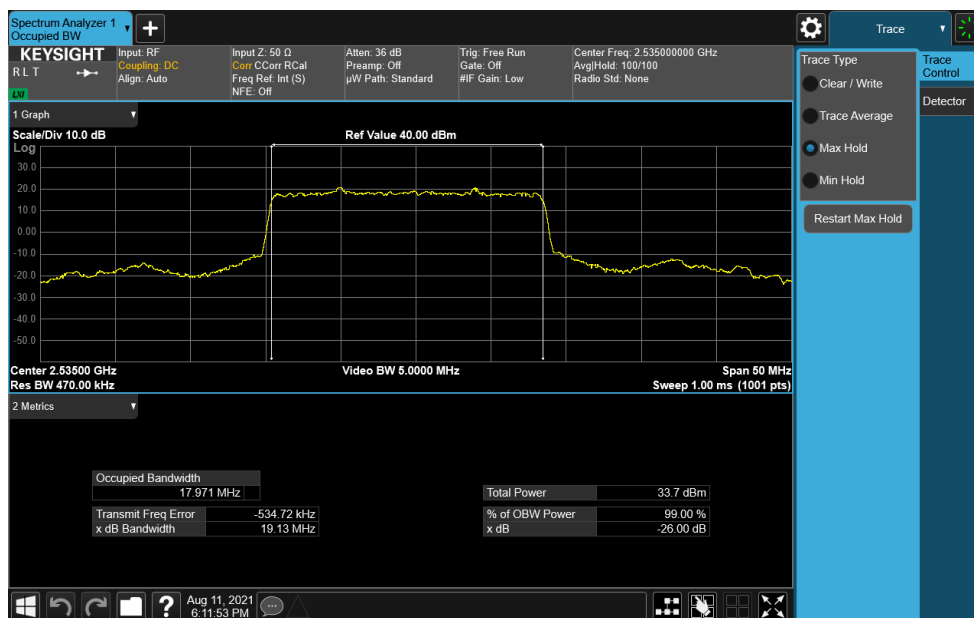 Spectrum Analyzer 1
Occupied BW
Trace
KEYSIGHT
R L T
LXI
Input: RF
Coupling: DC
Align: Auto
Input Z: 50 Ω
Corr CCorr RCal
Freq Ref: Int (S)
NFE: Off
Atten: 36 dB
Preamp: Off
µW Path: Standard
Trig: Free Run
Gate: Off
#IF Gain: Low
Center Freq: 2.535000000 GHz
Avg|Hold: 100/100
Radio Std: None
Trace Type
Clear / Write
Trace Average
Max Hold
Min Hold
Restart Max Hold
Trace
Control
Detector
1 Graph
Scale/Div 10.0 dB
Ref Value 40.00 dBm
Log
30.0
20.0
10.0
0.00
-10.0
-20.0
-30.0
-40.0
-50.0
Center 2.53500 GHz
Video BW 5.0000 MHz
Span 50 MHz
Res BW 470.00 kHz
Sweep 1.00 ms (1001 pts)
2 Metrics
Occupied Bandwidth
17.971 MHz
Transmit Freq Error -534.72 kHz
x dB Bandwidth 19.13 MHz
Total Power 33.7 dBm
% of OBW Power 99.00 %
x dB -26.00 dB
?
Aug 11, 2021
6:11:53 PM